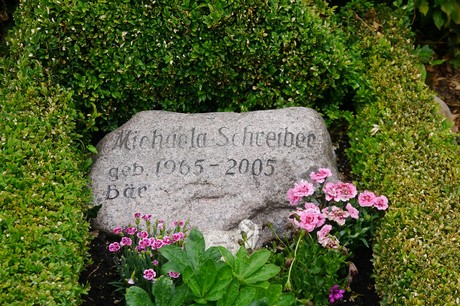 Michaela Schreiber
geb. 1965 - 2005
Bär